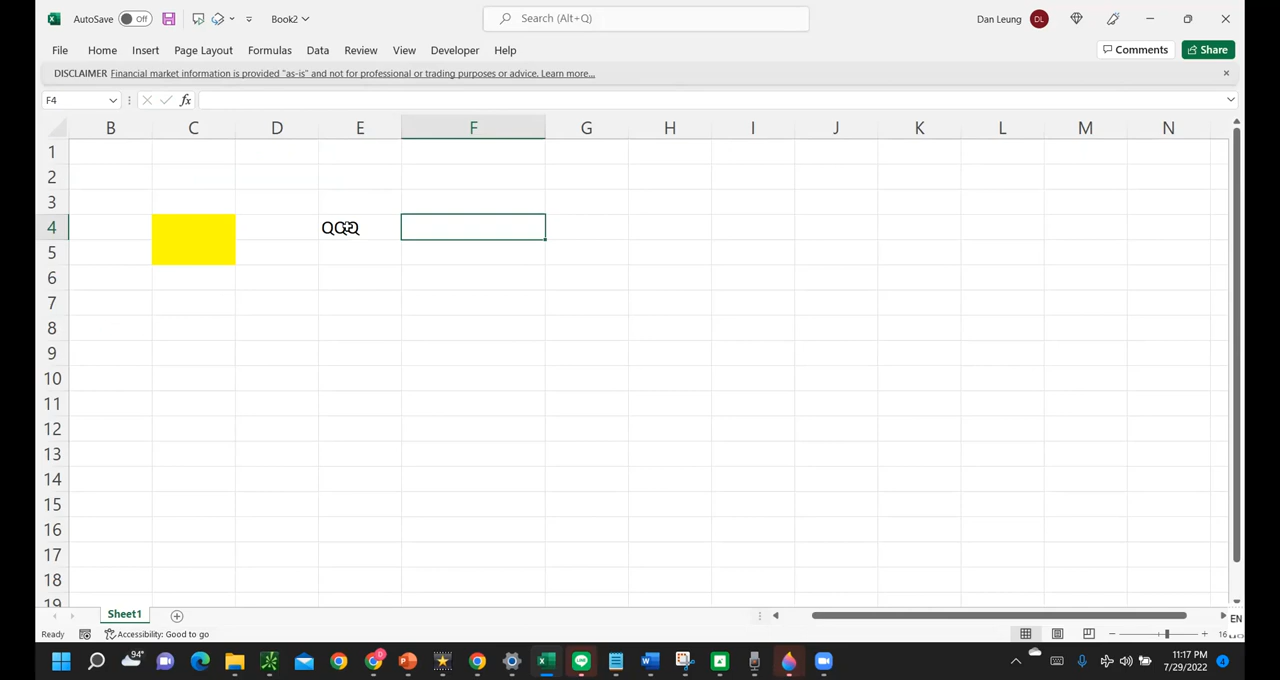 AutoSave Off Book2 Search (Alt+Q) Dan Leung DL
File Home Insert Page Layout Formulas Data Review View Developer Help Comments Share
DISCLAIMER Financial market information is provided "as-is" and not for professional or trading purposes or advice. Learn more...
F4 fx
B C D E F G H I J K L M N
1
2
3
4 QQQ
5
6
7
8
9
10
11
12
13
14
15
16
17
18
19
Sheet1 EN
Ready Accessibility: Good to go
94° 11:17 PM
7/29/2022